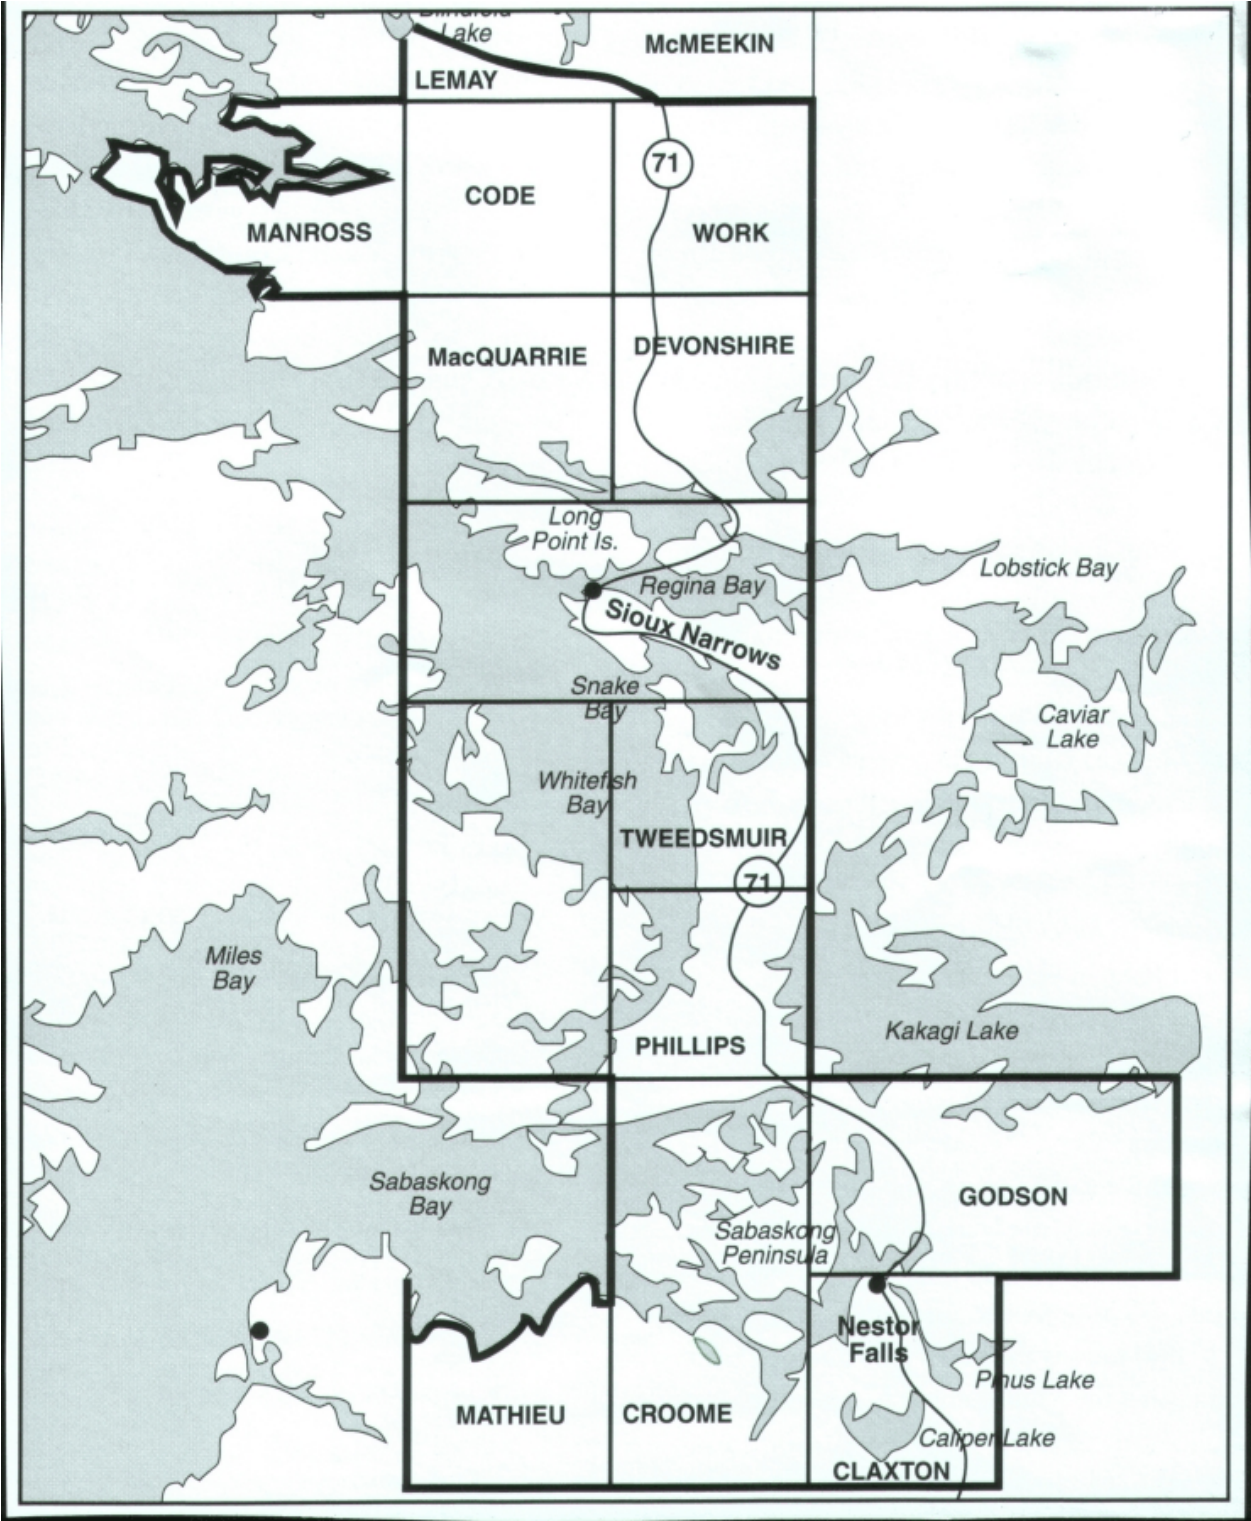 Lake
McMEEKIN
LEMAY
71
CODE
MANROSS
WORK
MacQUARRIE
DEVONSHIRE
Long
Point Is.
Lobstick Bay
Regina Bay
Sioux Narrows
Snake
Bay
Caviar
Lake
Whitefish
Bay
TWEEDSMUIR
71
Miles
Bay
Kakagi Lake
PHILLIPS
Sabaskong
Bay
GODSON
Sabaskong
Peninsula
Nestor
Falls
Pinus Lake
MATHIEU
CROOME
Caliper Lake
CLAXTON